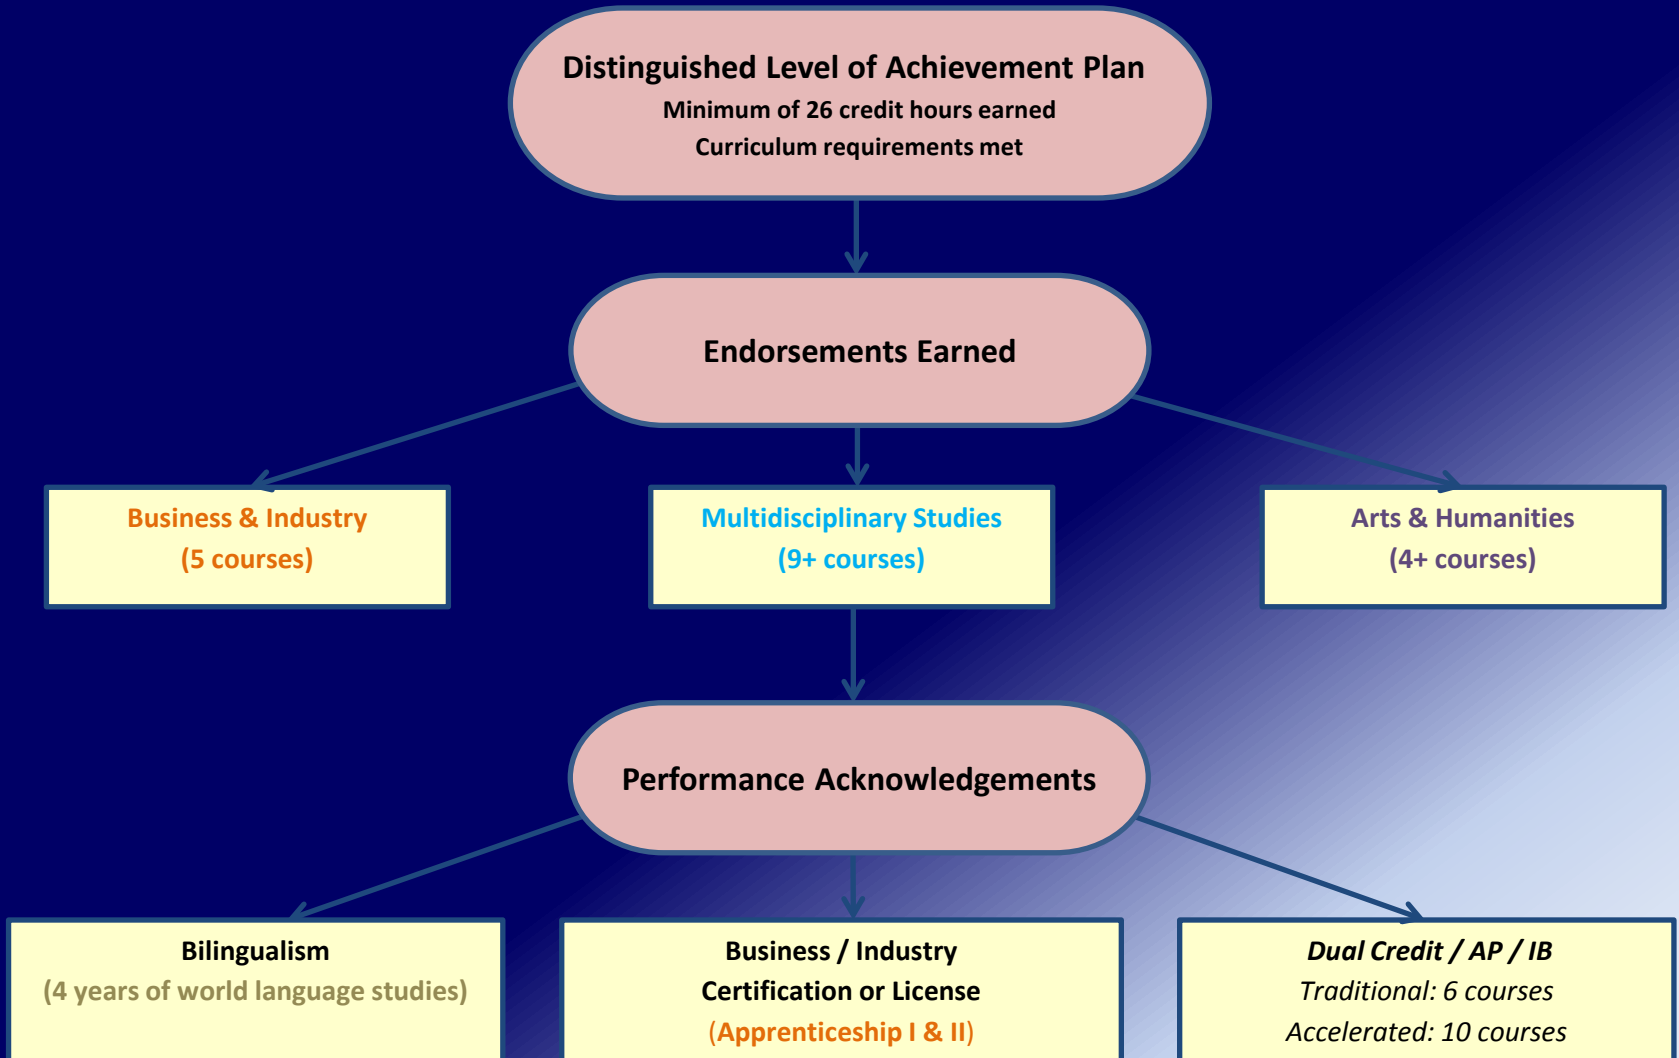 Distinguished Level of Achievement Plan
Minimum of 26 credit hours earned
Curriculum requirements met
Endorsements Earned
Business & Industry
(5 courses)
Multidisciplinary Studies
(9+ courses)
Arts & Humanities
(4+ courses)
Performance Acknowledgements
Bilingualism
(4 years of world language studies)
Business / Industry
Certification or License
(Apprenticeship I & II)
Dual Credit / AP / IB
Traditional: 6 courses
Accelerated: 10 courses